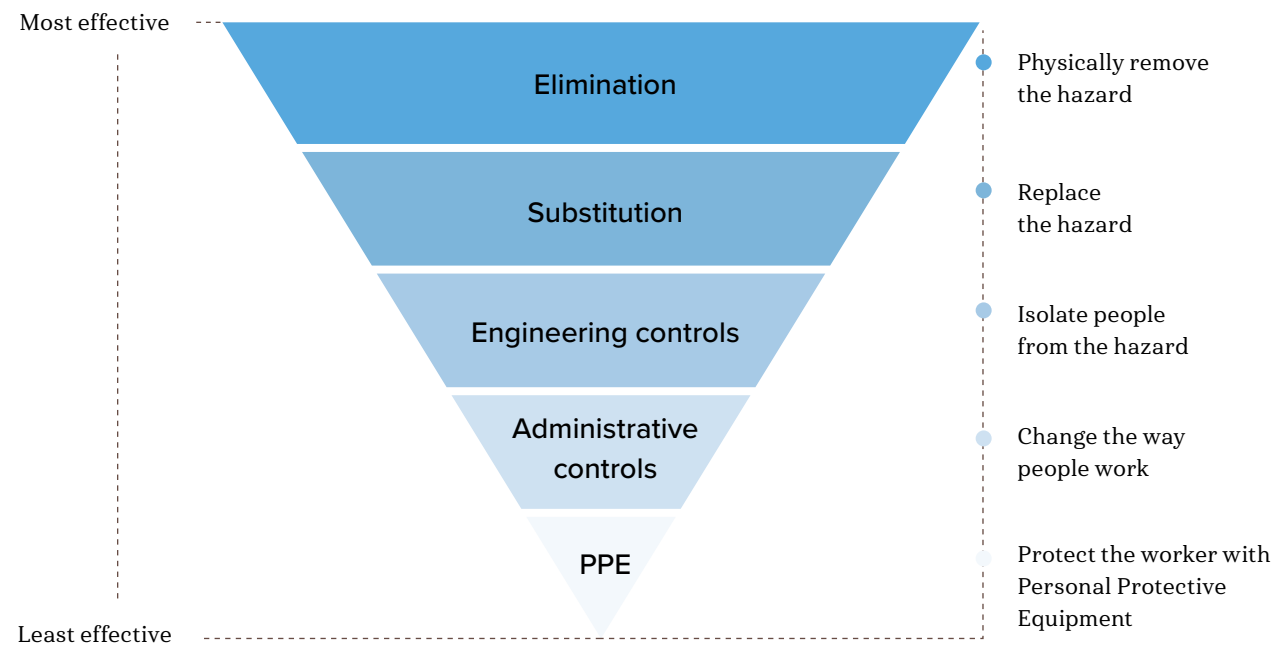 Most effective
Elimination
Physically remove
the hazard
Substitution
Replace
the hazard
Engineering controls
Isolate people
from the hazard
Administrative
controls
Change the way
people work
PPE
Protect the worker with
Personal Protective
Equipment
Least effective